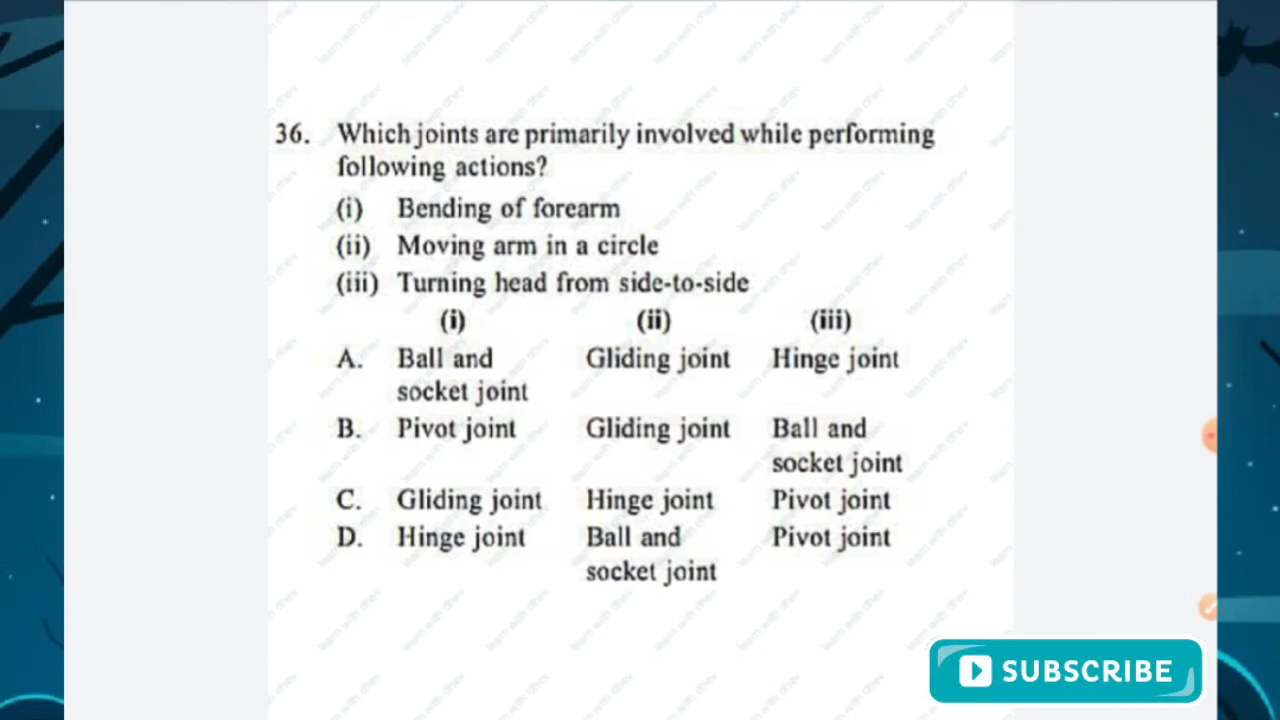 36. Which joints are primarily involved while performing
following actions?
(i) Bending of forearm
(ii) Moving arm in a circle
(iii) Turning head from side-to-side
(i) (ii) (iii)
A. Ball and Gliding joint Hinge joint
socket joint
B. Pivot joint Gliding joint Ball and
socket joint
C. Gliding joint Hinge joint Pivot joint
D. Hinge joint Ball and Pivot joint
socket joint
SUBSCRIBE